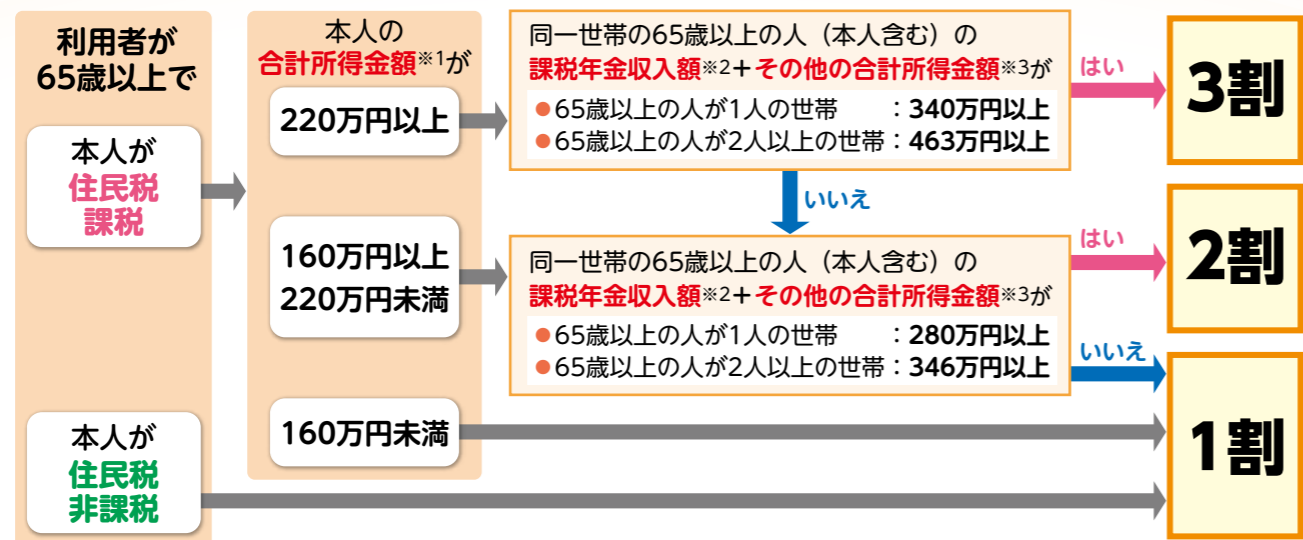 利用者が
65歳以上で
本人が
住民税
課税
本人が
住民税
非課税
本人の
合計所得金額※1が
220万円以上
160万円以上
220万円未満
160万円未満
同一世帯の65歳以上の人（本人含む）の
課税年金収入額※2＋その他の合計所得金額※3が
●65歳以上の人が1人の世帯　　：340万円以上
●65歳以上の人が2人以上の世帯：463万円以上
はい
3割
いいえ
同一世帯の65歳以上の人（本人含む）の
課税年金収入額※2＋その他の合計所得金額※3が
●65歳以上の人が1人の世帯　　：280万円以上
●65歳以上の人が2人以上の世帯：346万円以上
はい
2割
いいえ
1割